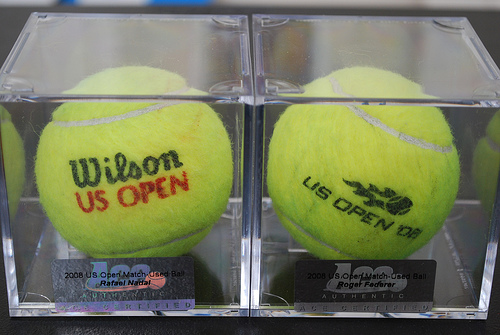 Wilson
US OPEN
2008 US Open Match-Used Ball
Rafael Nadal
AUTHENTIC
US OPEN '08
2008 US Open Match-Used Ball
Roger Federer
AUTHENTIC